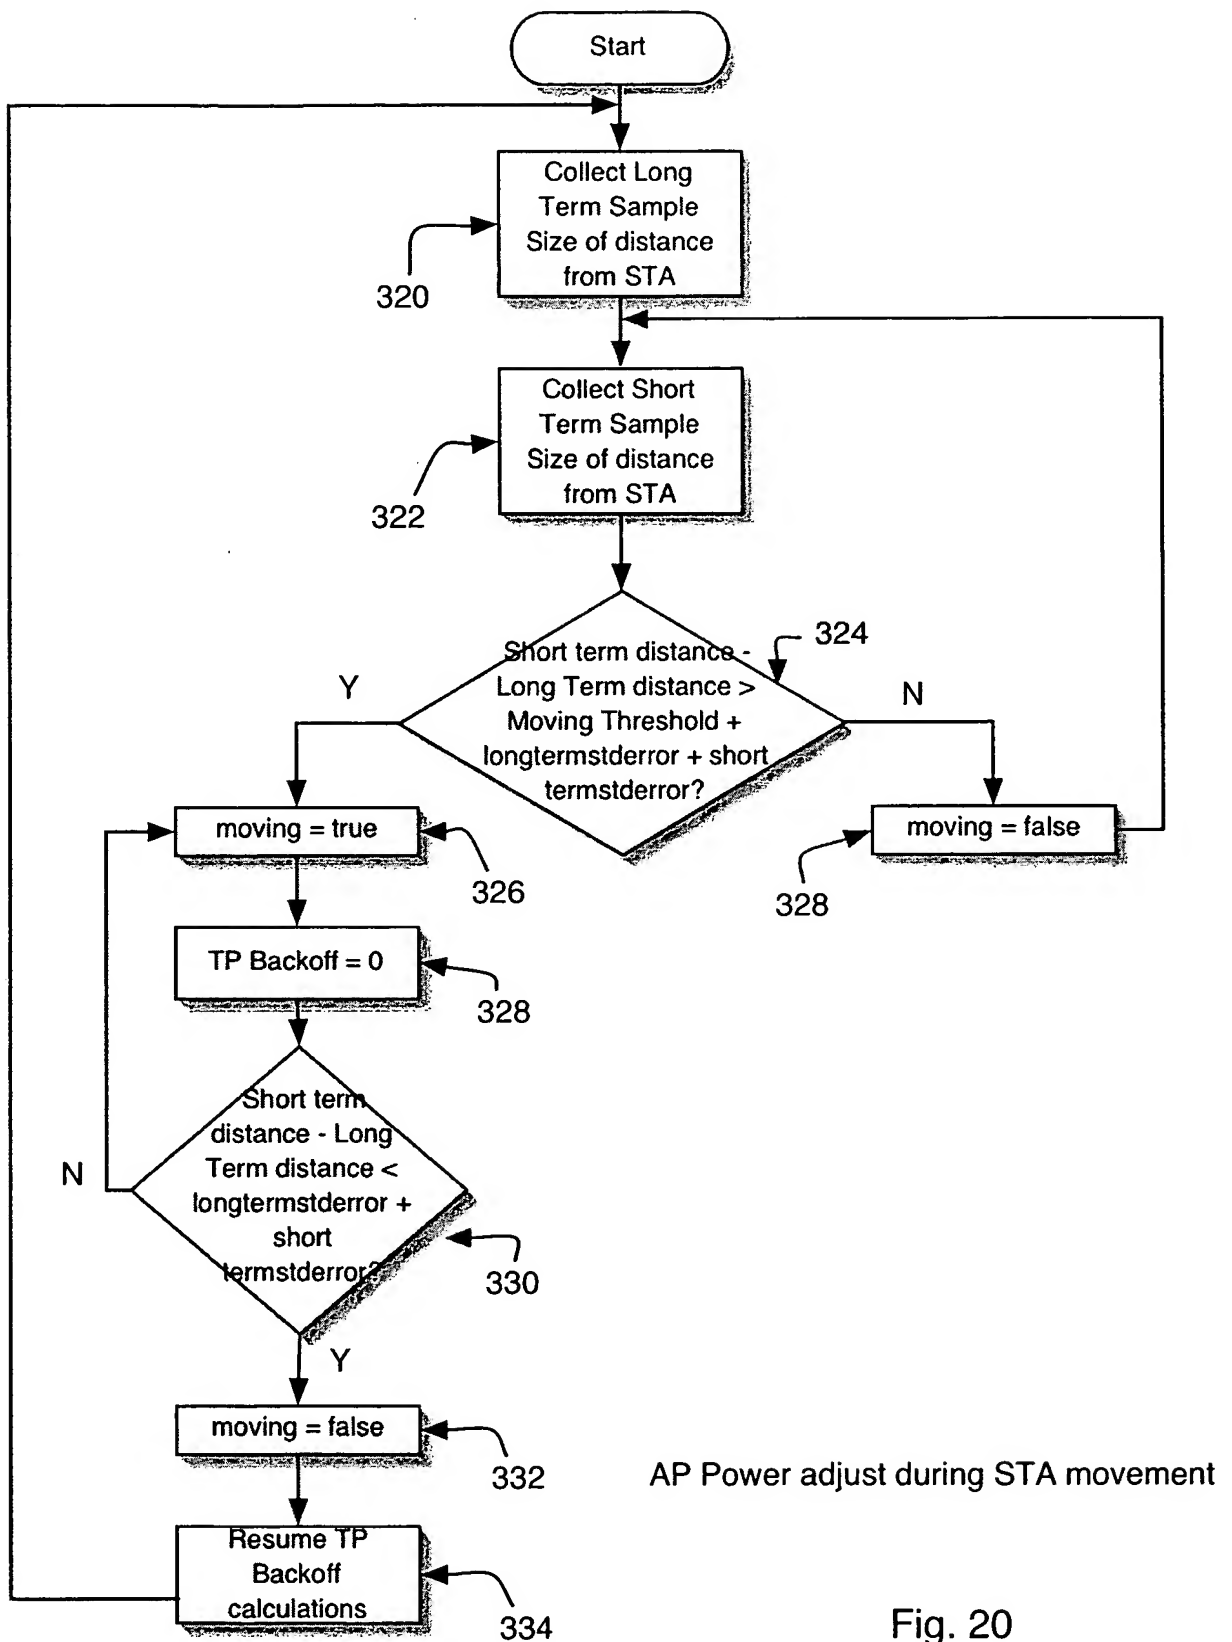 Start
Collect Long
Term Sample
Size of distance
from STA
320
Collect Short
Term Sample
Size of distance
from STA
322
324
Short term distance -
Long Term distance >
Moving Threshold +
longtermstderror + short
termstderror?
Y
N
moving = true
326
moving = false
328
TP Backoff = 0
328
Short term
distance - Long
Term distance <
longtermstderror +
short
termstderror?
N
330
Y
moving = false
332
AP Power adjust during STA movement
Resume TP
Backoff
calculations
334
Fig. 20